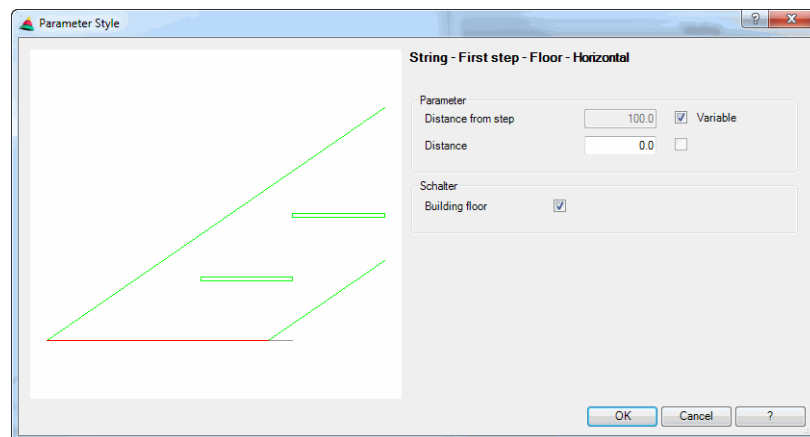 Parameter Style
String - First step - Floor - Horizontal
Parameter
Distance from step 100.0 Variable
Distance 0.0
Schalter
Building floor
OK Cancel ?